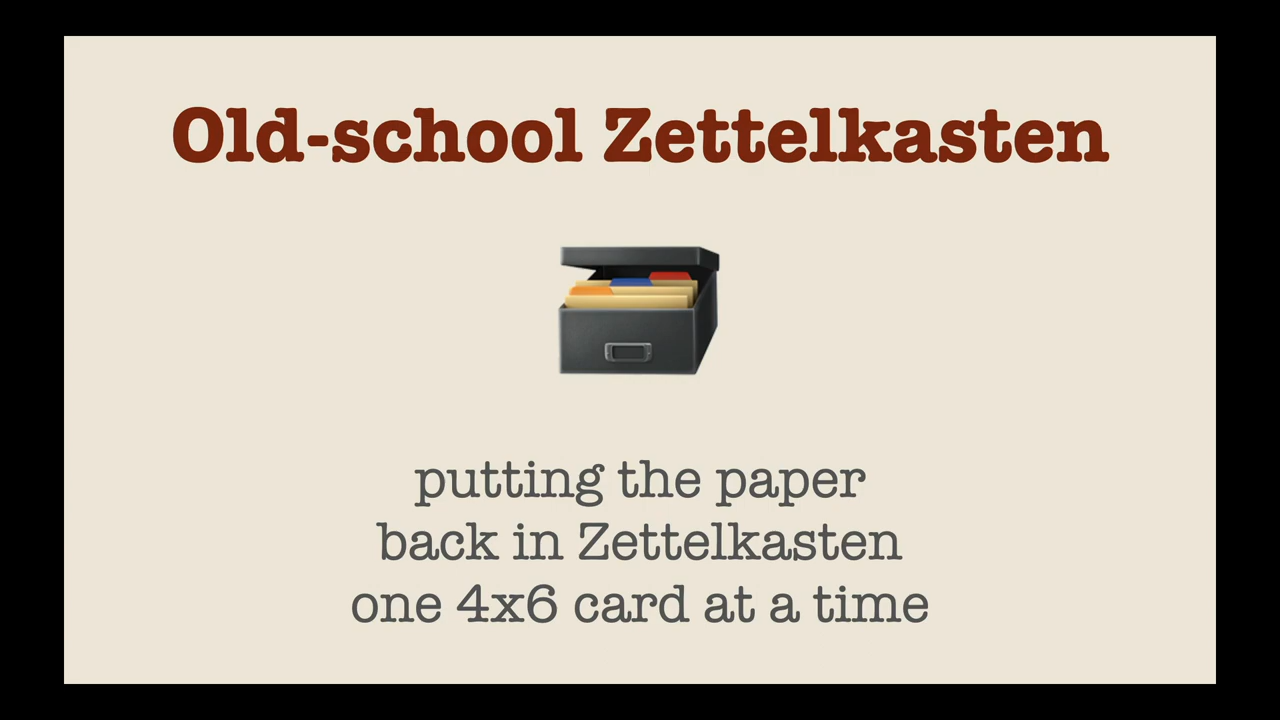 Old-school Zettelkasten
putting the paper
back in Zettelkasten
one 4x6 card at a time